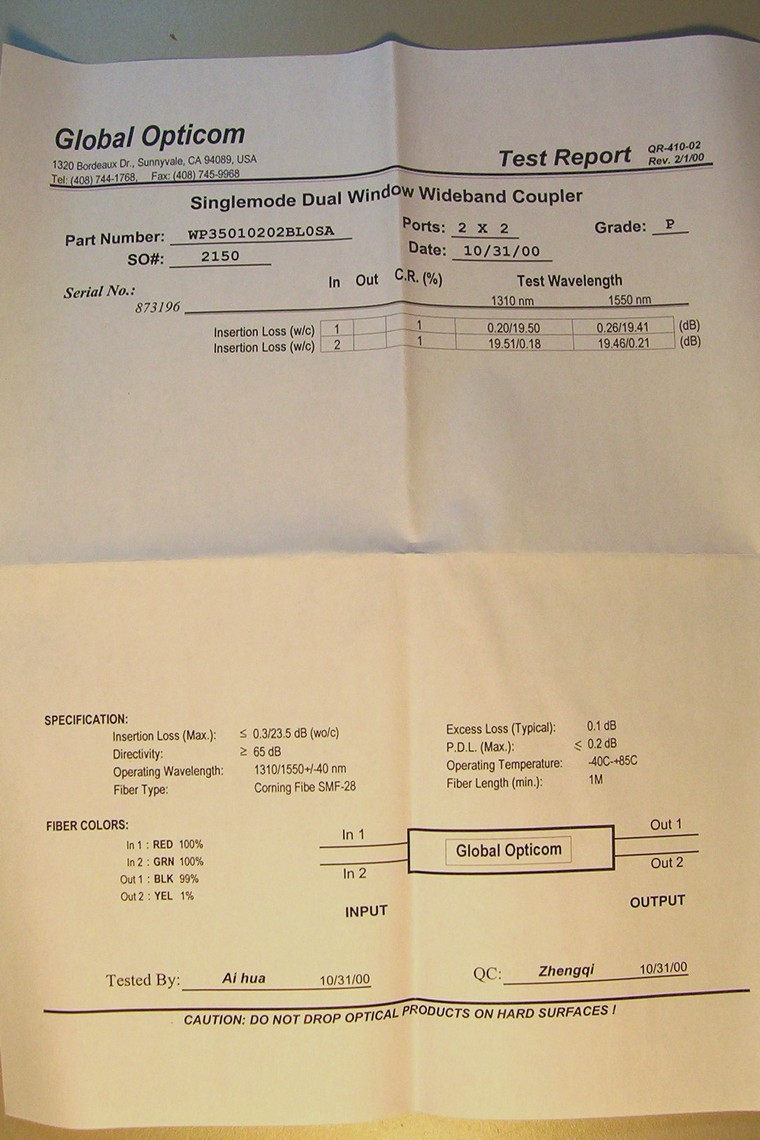 Global Opticom
1320 Bordeaux Dr., Sunnyvale, CA 94089, USA
Tel: (408) 744-1768, Fax: (408) 745-9968
Test Report
QR-410-02
Rev. 2/1/00
Singlemode Dual Window Wideband Coupler
Part Number: WP35010202BL0SA Ports: 2 X 2 Grade: P
SO#: 2150 Date: 10/31/00
Serial No.: In Out C.R. (%) Test Wavelength
873196 1310 nm 1550 nm
Insertion Loss (w/c) 1 1 0.20/19.50 0.26/19.41 (dB)
Insertion Loss (w/c) 2 1 19.51/0.18 19.46/0.21 (dB)
SPECIFICATION:
Insertion Loss (Max.): ≤ 0.3/23.5 dB (wo/c) Excess Loss (Typical): 0.1 dB
Directivity: ≥ 65 dB P.D.L. (Max.): ≤ 0.2 dB
Operating Wavelength: 1310/1550+/-40 nm Operating Temperature: -40C-+85C
Fiber Type: Corning Fibe SMF-28 Fiber Length (min.): 1M
FIBER COLORS:
In 1 : RED 100%
In 2 : GRN 100%
Out 1 : BLK 99%
Out 2 : YEL 1%
In 1 Out 1
Global Opticom
In 2 Out 2
INPUT OUTPUT
Tested By: Ai hua 10/31/00 QC: Zhengqi 10/31/00
CAUTION: DO NOT DROP OPTICAL PRODUCTS ON HARD SURFACES !